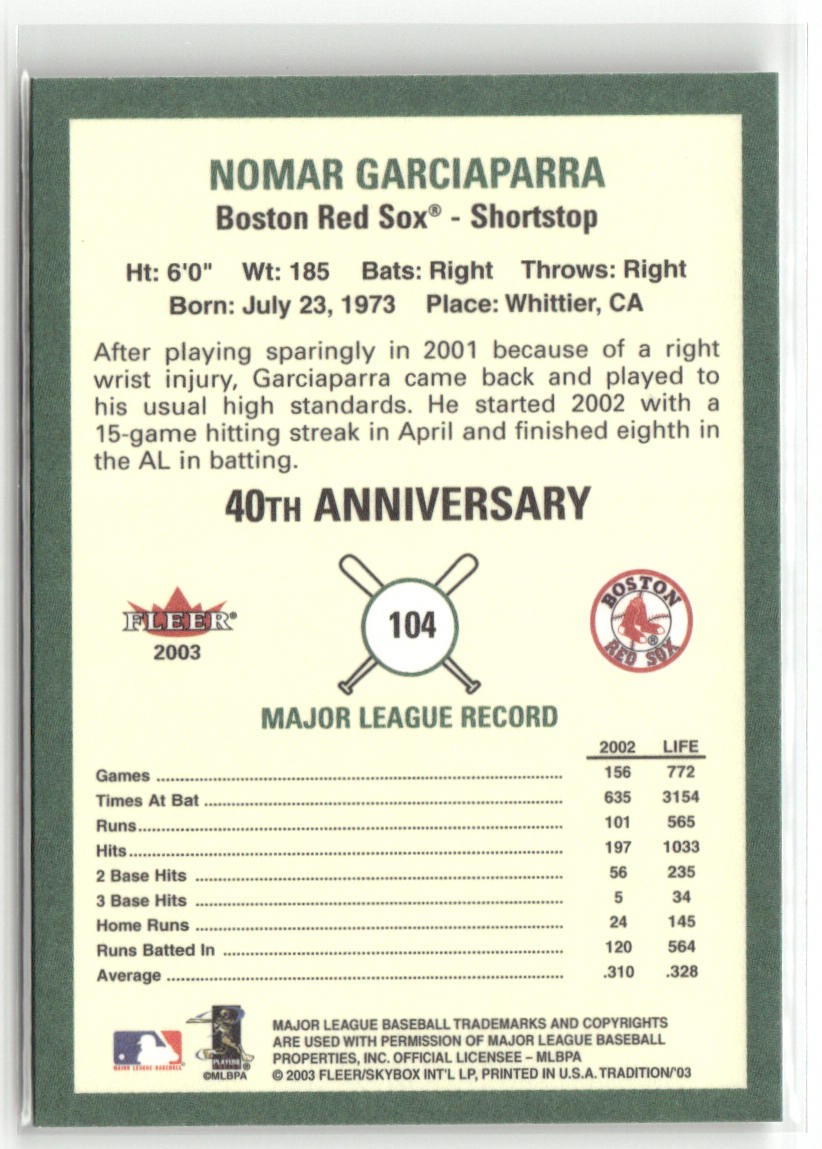 NOMAR GARCIAPARRA
Boston Red Sox® - Shortstop
Ht: 6'0" Wt: 185 Bats: Right Throws: Right
Born: July 23, 1973 Place: Whittier, CA
After playing sparingly in 2001 because of a right
wrist injury, Garciaparra came back and played to
his usual high standards. He started 2002 with a
15-game hitting streak in April and finished eighth in
the AL in batting.
40TH ANNIVERSARY
FLEER®
2003
104
BOSTON
RED SOX
®
MAJOR LEAGUE RECORD
2002 LIFE
Games 156 772
Times At Bat 635 3154
Runs 101 565
Hits 197 1033
2 Base Hits 56 235
3 Base Hits 5 34
Home Runs 24 145
Runs Batted In 120 564
Average .310 .328
MAJOR LEAGUE BASEBALL
PLAYERS
©MLBPA
MAJOR LEAGUE BASEBALL TRADEMARKS AND COPYRIGHTS
ARE USED WITH PERMISSION OF MAJOR LEAGUE BASEBALL
PROPERTIES, INC. OFFICIAL LICENSEE – MLBPA
© 2003 FLEER/SKYBOX INT'L LP, PRINTED IN U.S.A. TRADITION/'03